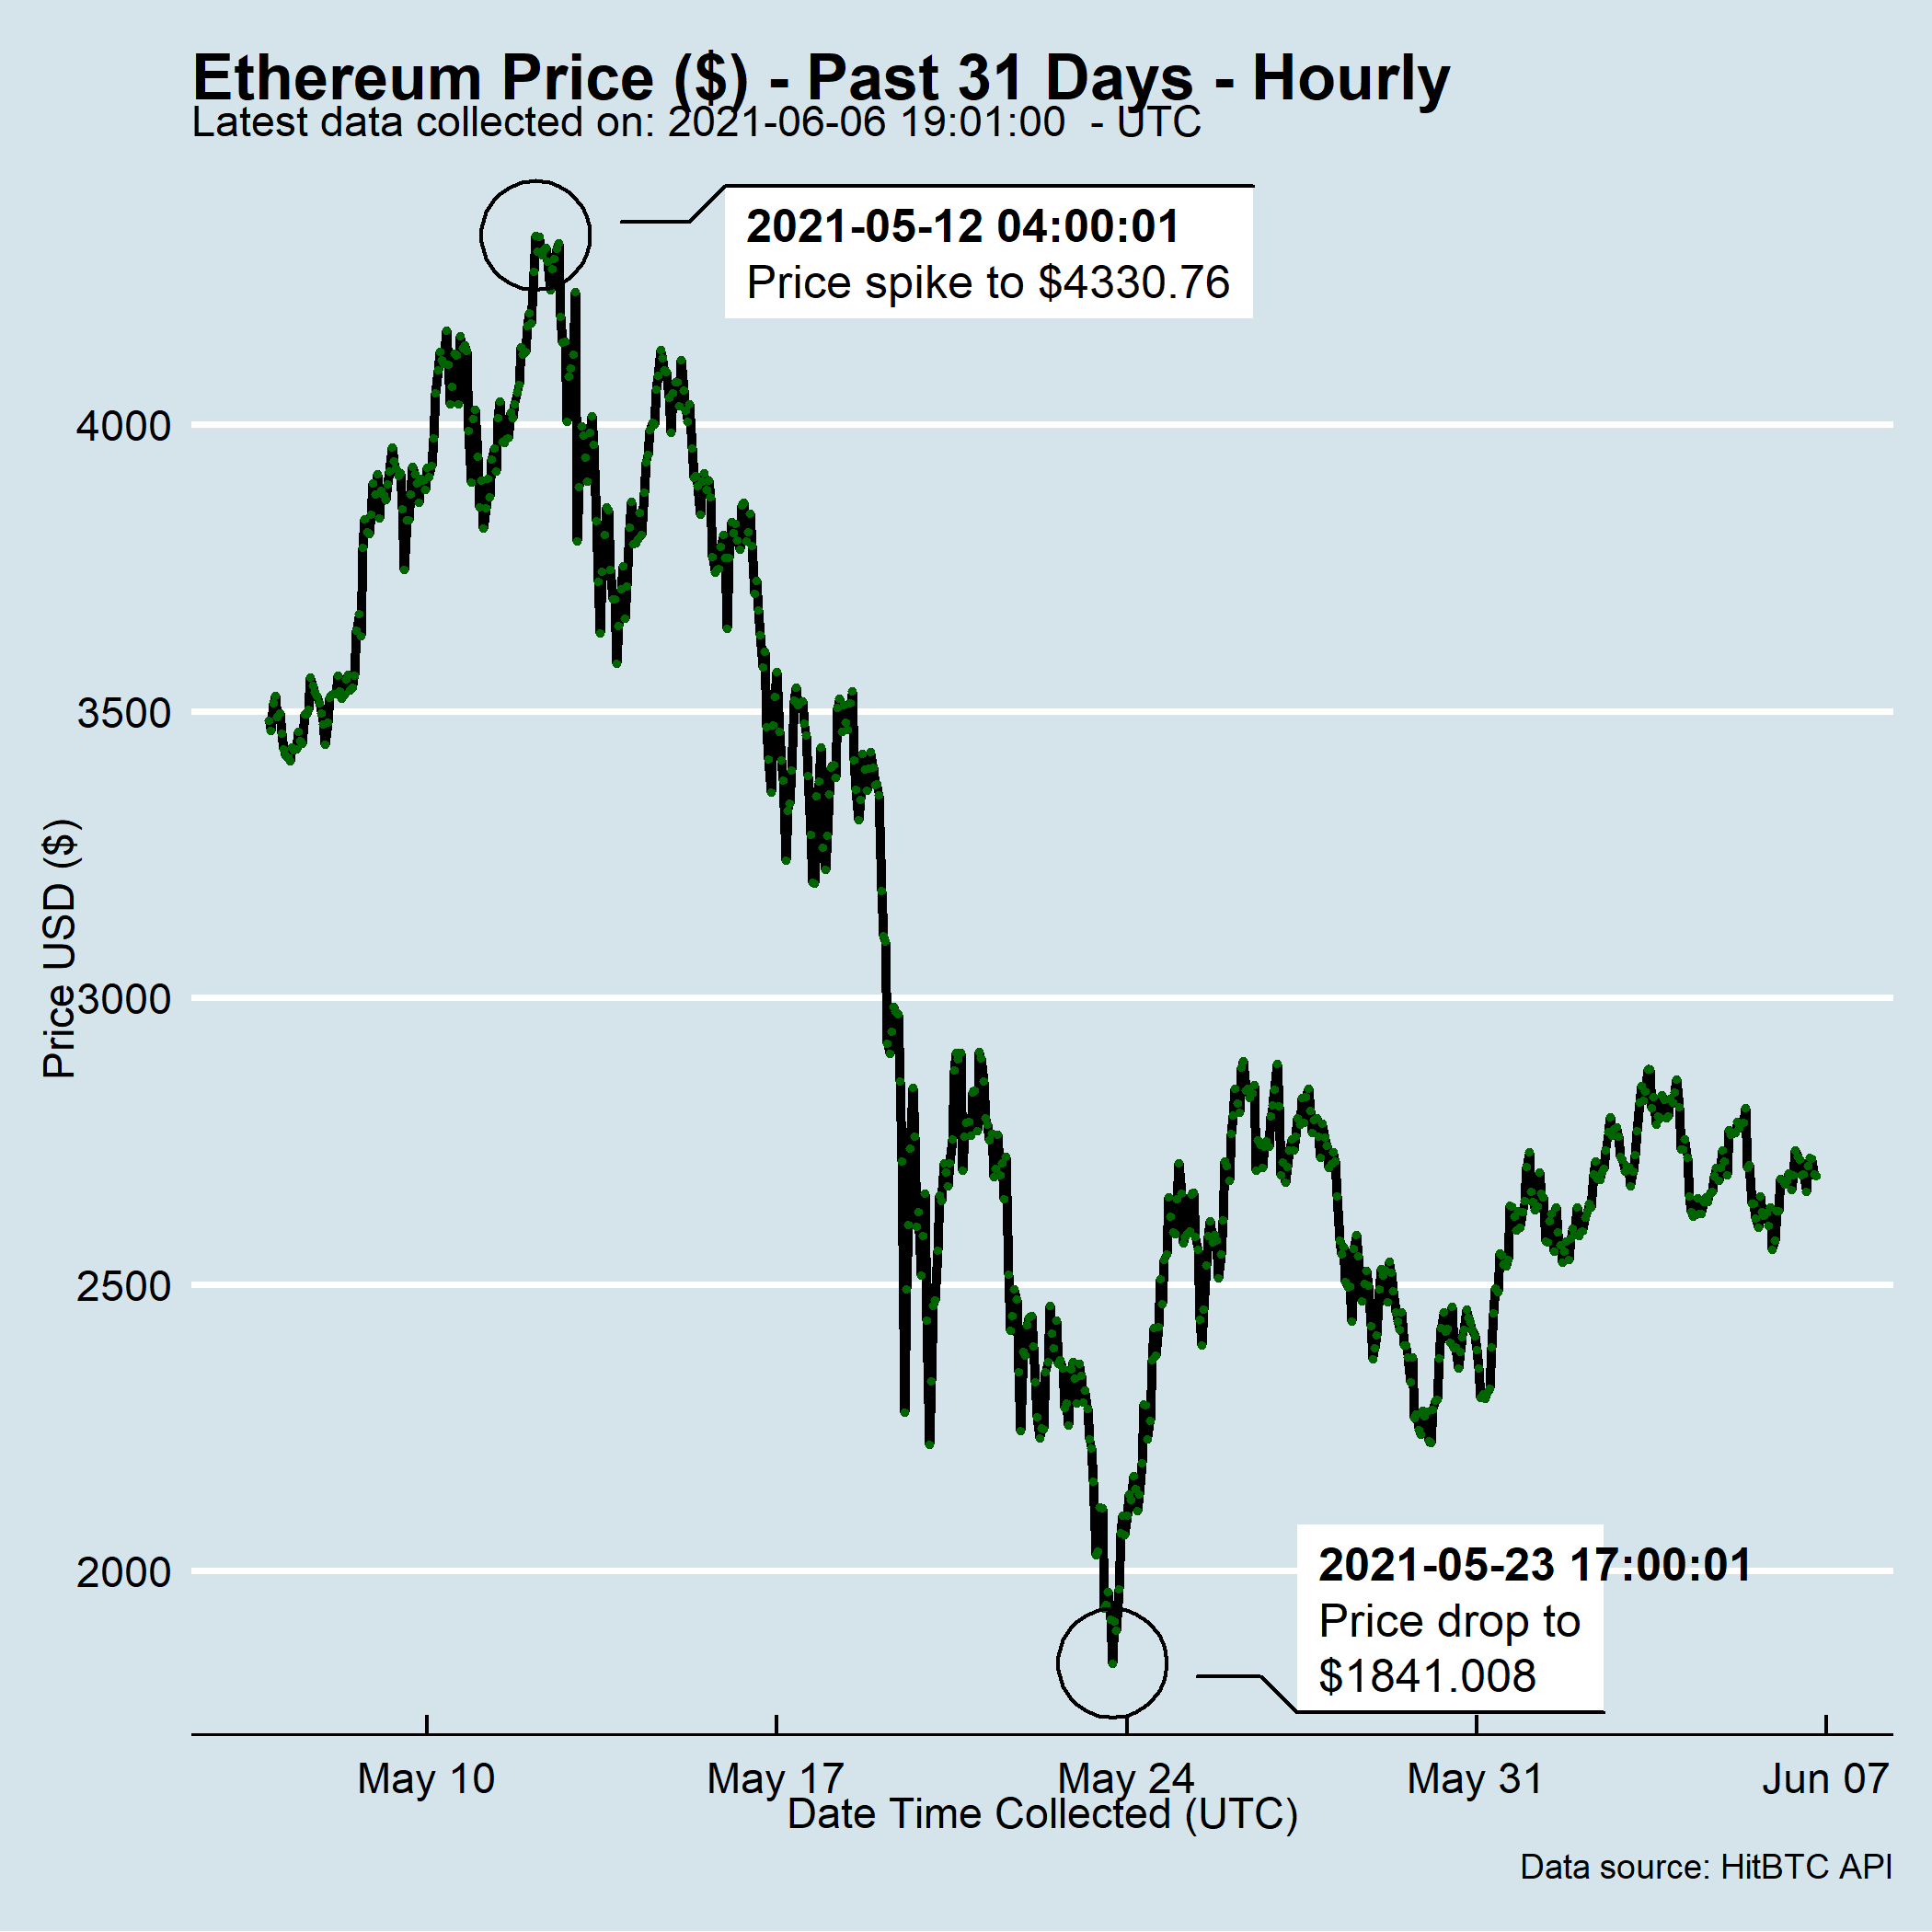 Ethereum Price ($) - Past 31 Days - Hourly
Latest data collected on: 2021-06-06 19:01:00  - UTC
2021-05-12 04:00:01
Price spike to $4330.76
4000
3500
3000
2500
2000
Price USD ($)
2021-05-23 17:00:01
Price drop to
$1841.008
May 10
May 17
May 24
May 31
Jun 07
Date Time Collected (UTC)
Data source: HitBTC API